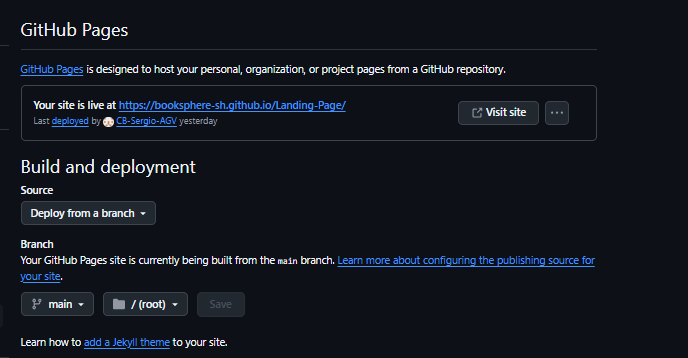 GitHub Pages
GitHub Pages is designed to host your personal, organization, or project pages from a GitHub repository.
Your site is live at https://booksphere-sh.github.io/Landing-Page/
Visit site
Last deployed by CB-Sergio-AGV yesterday
Build and deployment
Source
Deploy from a branch
Branch
Your GitHub Pages site is currently being built from the main branch. Learn more about configuring the publishing source for
your site.
main
/ (root)
Save
Learn how to add a Jekyll theme to your site.